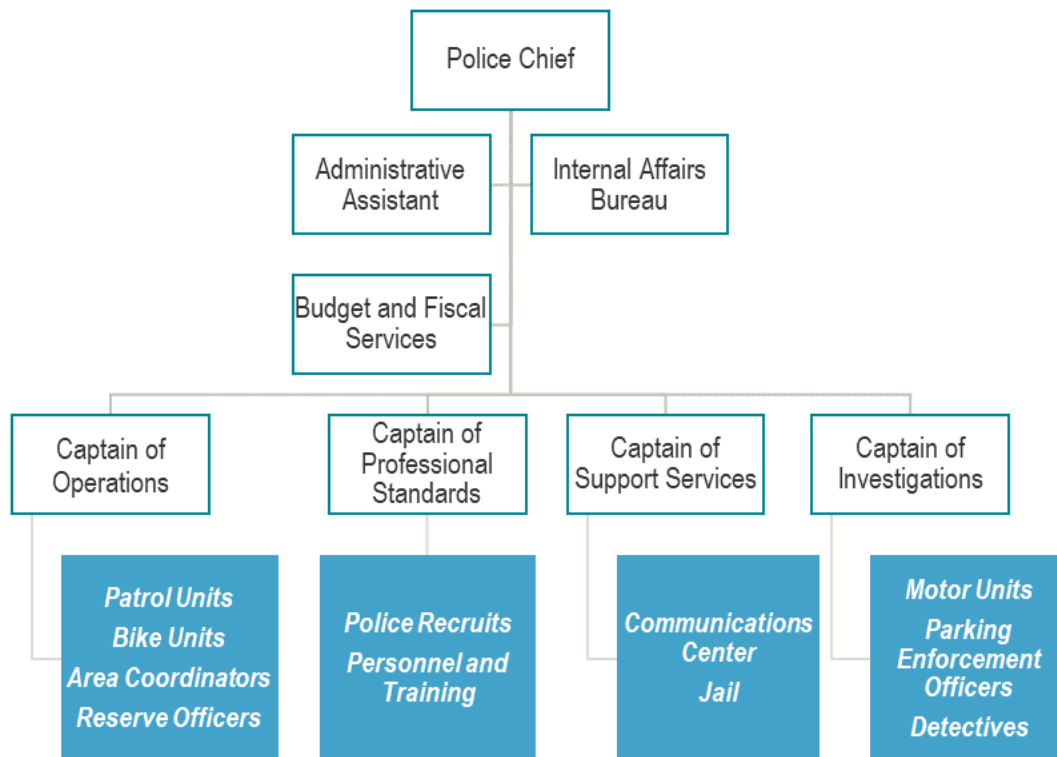 Police Chief
Administrative
Assistant
Internal Affairs
Bureau
Budget and Fiscal
Services
Captain of
Operations
Captain of
Professional
Standards
Captain of
Support Services
Captain of
Investigations
Patrol Units
Bike Units
Area Coordinators
Reserve Officers
Police Recruits
Personnel and
Training
Communications
Center
Jail
Motor Units
Parking
Enforcement
Officers
Detectives